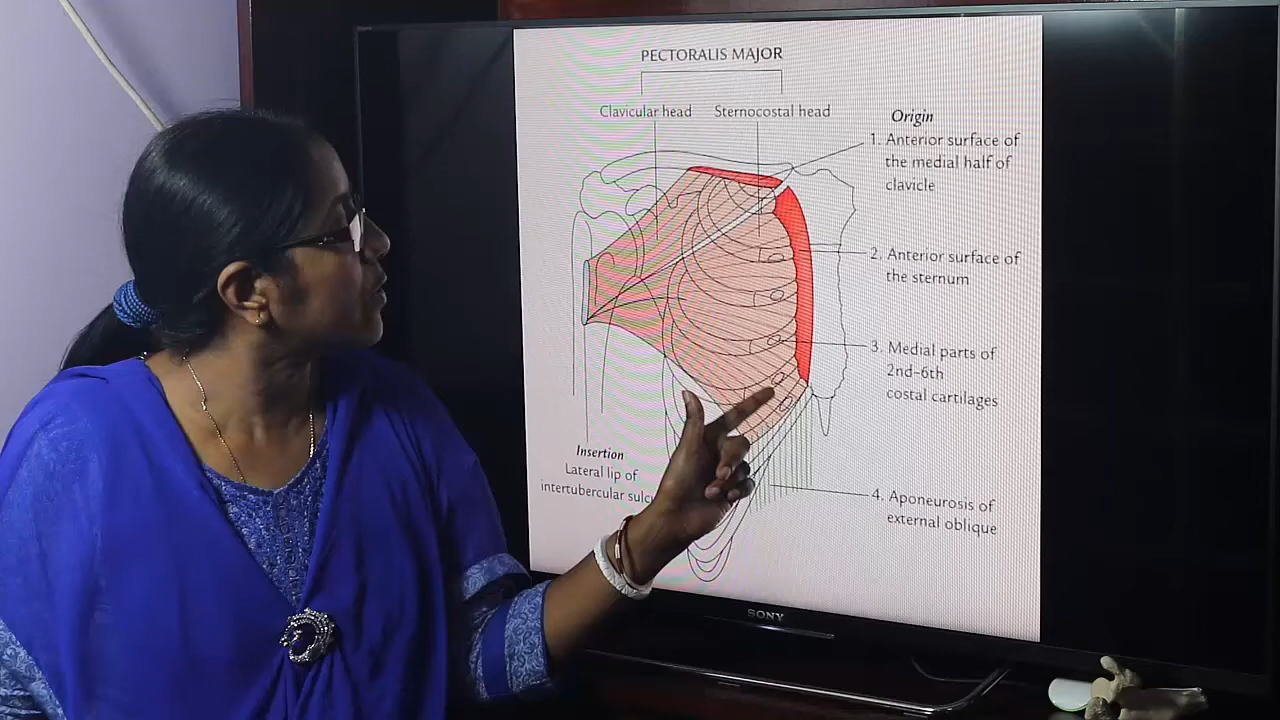 PECTORALIS MAJOR
Clavicular head
Sternocostal head
Origin
1. Anterior surface of
the medial half of
clavicle
2. Anterior surface of
the sternum
3. Medial parts of
2nd-6th
costal cartilages
4. Aponeurosis of
external oblique
Insertion
Lateral lip of
intertubercular
SONY